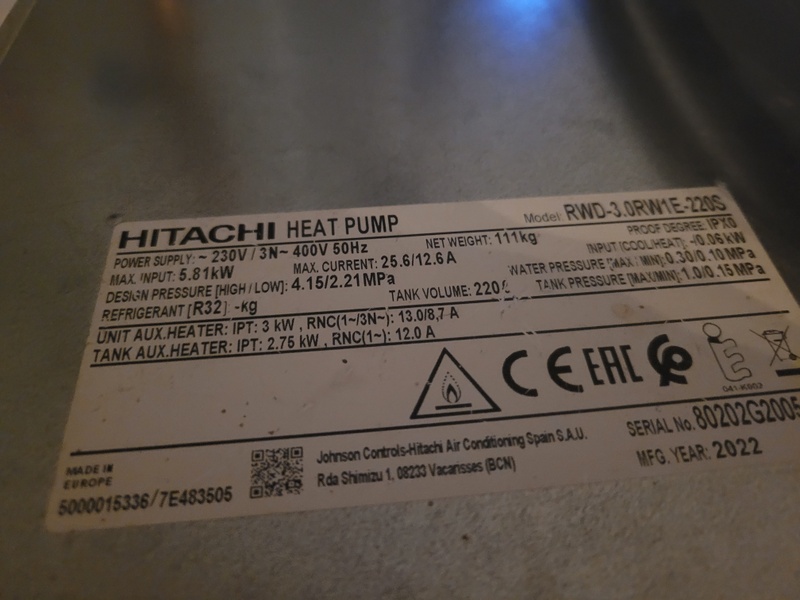 HITACHI HEAT PUMP
Model: RWD-3.0RW1E-220S
POWER SUPPLY: ~ 230V / 3N~ 400V 50Hz
NET WEIGHT: 111kg
PROOF DEGREE: IPX0
MAX. INPUT: 5.81kW
MAX. CURRENT: 25.6/12.6 A
INPUT (COOL/HEAT): -/0.06 kW
DESIGN PRESSURE [HIGH / LOW]: 4.15/2.21 MPa
WATER PRESSURE [MAX / MIN]: 0.30/0.10 MPa
REFRIGERANT [R32] -kg
TANK VOLUME: 220ℓ
TANK PRESSURE [MAX/MIN]: 1.0/0.15 MPa
UNIT AUX.HEATER: IPT: 3 kW , RNC(1~/3N~): 13.0/8,7 A
TANK AUX.HEATER: IPT: 2.75 kW , RNC(1~): 12.0 A
CE EAC
041-K003
SERIAL No. 80202G2005
MFG. YEAR: 2022
Johnson Controls-Hitachi Air Conditioning Spain S.A.U.
Rda Shimizu 1, 08233 Vacarisses (BCN)
MADE IN
EUROPE
5000015336/7E483505